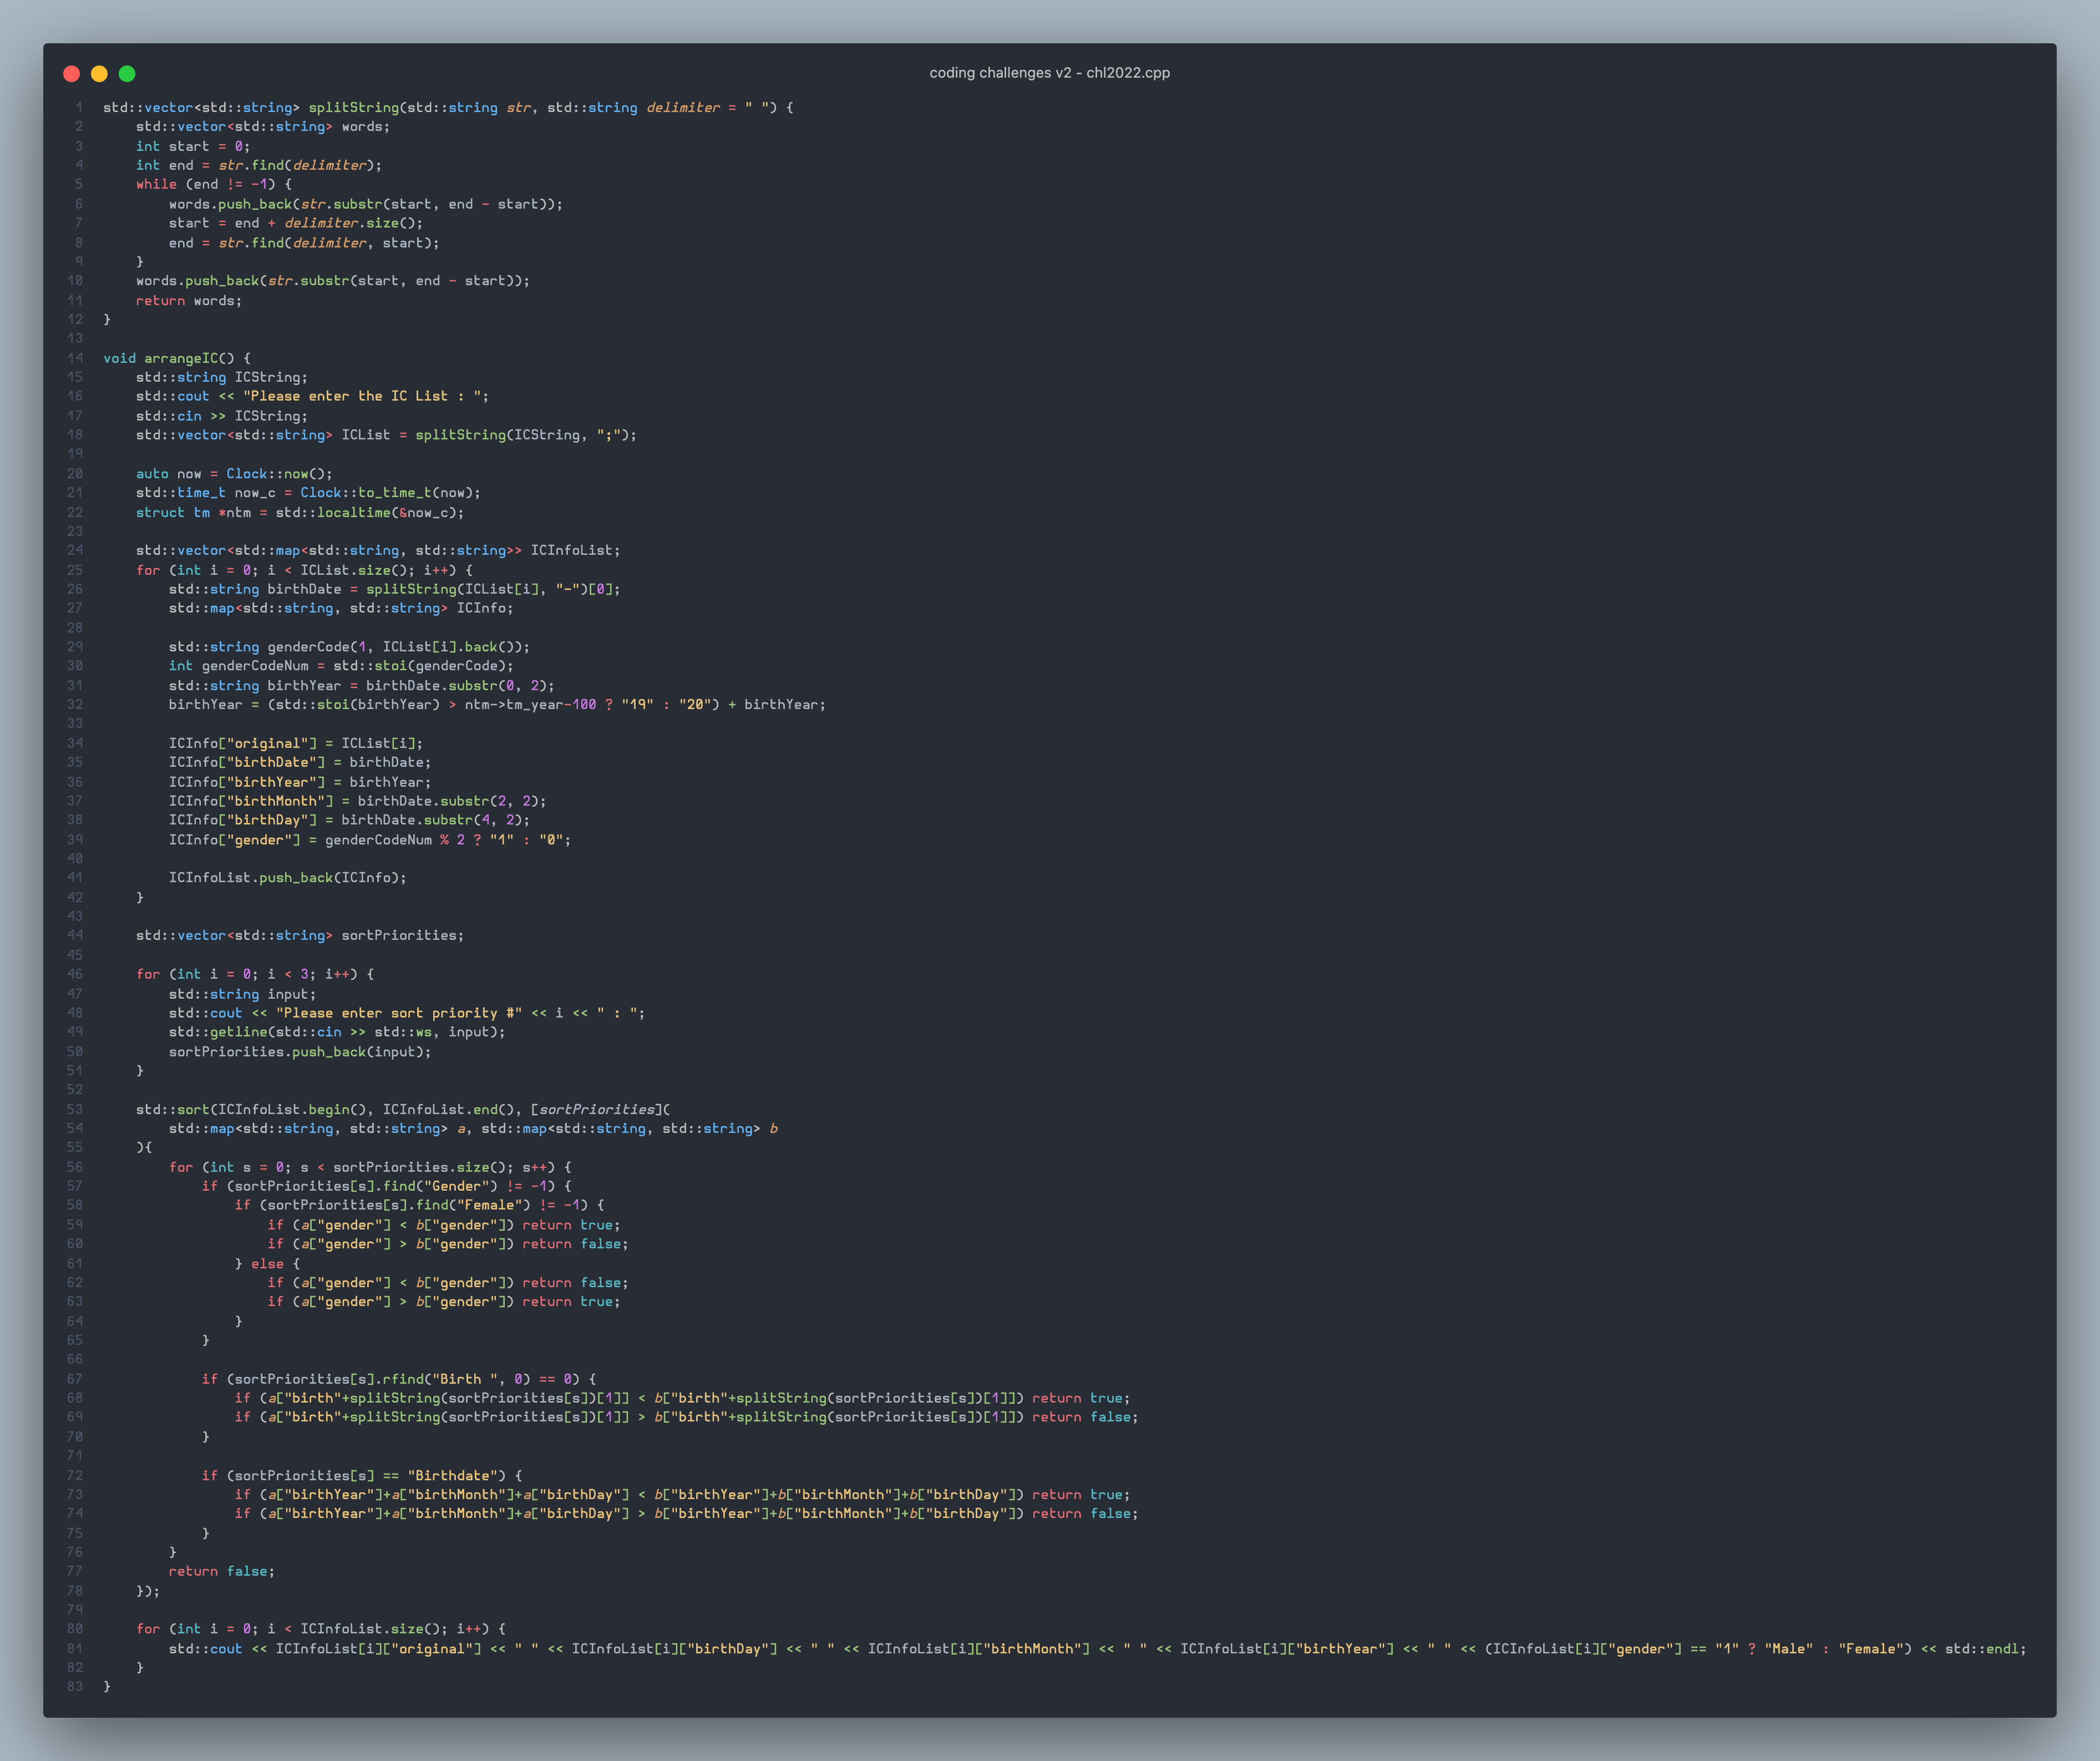 coding challenges v2 - chl2022.cpp
1 std::vector<std::string> splitString(std::string str, std::string delimiter = " ") {
2     std::vector<std::string> words;
3     int start = 0;
4     int end = str.find(delimiter);
5     while (end != -1) {
6         words.push_back(str.substr(start, end - start));
7         start = end + delimiter.size();
8         end = str.find(delimiter, start);
9     }
10     words.push_back(str.substr(start, end - start));
11     return words;
12 }
13
14 void arrangeIC() {
15     std::string ICString;
16     std::cout << "Please enter the IC List : ";
17     std::cin >> ICString;
18     std::vector<std::string> ICList = splitString(ICString, ";");
19
20     auto now = Clock::now();
21     std::time_t now_c = Clock::to_time_t(now);
22     struct tm *ntm = std::localtime(&now_c);
23
24     std::vector<std::map<std::string, std::string>> ICInfoList;
25     for (int i = 0; i < ICList.size(); i++) {
26         std::string birthDate = splitString(ICList[i], "-")[0];
27         std::map<std::string, std::string> ICInfo;
28
29         std::string genderCode(1, ICList[i].back());
30         int genderCodeNum = std::stoi(genderCode);
31         std::string birthYear = birthDate.substr(0, 2);
32         birthYear = (std::stoi(birthYear) > ntm->tm_year-100 ? "19" : "20") + birthYear;
33
34         ICInfo["original"] = ICList[i];
35         ICInfo["birthDate"] = birthDate;
36         ICInfo["birthYear"] = birthYear;
37         ICInfo["birthMonth"] = birthDate.substr(2, 2);
38         ICInfo["birthDay"] = birthDate.substr(4, 2);
39         ICInfo["gender"] = genderCodeNum % 2 ? "1" : "0";
40
41         ICInfoList.push_back(ICInfo);
42     }
43
44     std::vector<std::string> sortPriorities;
45
46     for (int i = 0; i < 3; i++) {
47         std::string input;
48         std::cout << "Please enter sort priority #" << i << " : ";
49         std::getline(std::cin >> std::ws, input);
50         sortPriorities.push_back(input);
51     }
52
53     std::sort(ICInfoList.begin(), ICInfoList.end(), [sortPriorities](
54         std::map<std::string, std::string> a, std::map<std::string, std::string> b
55     ){
56         for (int s = 0; s < sortPriorities.size(); s++) {
57             if (sortPriorities[s].find("Gender") != -1) {
58                 if (sortPriorities[s].find("Female") != -1) {
59                     if (a["gender"] < b["gender"]) return true;
60                     if (a["gender"] > b["gender"]) return false;
61                 } else {
62                     if (a["gender"] < b["gender"]) return false;
63                     if (a["gender"] > b["gender"]) return true;
64                 }
65             }
66
67             if (sortPriorities[s].rfind("Birth ", 0) == 0) {
68                 if (a["birth"+splitString(sortPriorities[s])[1]] < b["birth"+splitString(sortPriorities[s])[1]]) return true;
69                 if (a["birth"+splitString(sortPriorities[s])[1]] > b["birth"+splitString(sortPriorities[s])[1]]) return false;
70             }
71
72             if (sortPriorities[s] == "Birthdate") {
73                 if (a["birthYear"]+a["birthMonth"]+a["birthDay"] < b["birthYear"]+b["birthMonth"]+b["birthDay"]) return true;
74                 if (a["birthYear"]+a["birthMonth"]+a["birthDay"] > b["birthYear"]+b["birthMonth"]+b["birthDay"]) return false;
75             }
76         }
77         return false;
78     });
79
80     for (int i = 0; i < ICInfoList.size(); i++) {
81         std::cout << ICInfoList[i]["original"] << " " << ICInfoList[i]["birthDay"] << " " << ICInfoList[i]["birthMonth"] << " " << ICInfoList[i]["birthYear"] << " " << (ICInfoList[i]["gender"] == "1" ? "Male" : "Female") << std::endl;
82     }
83 }